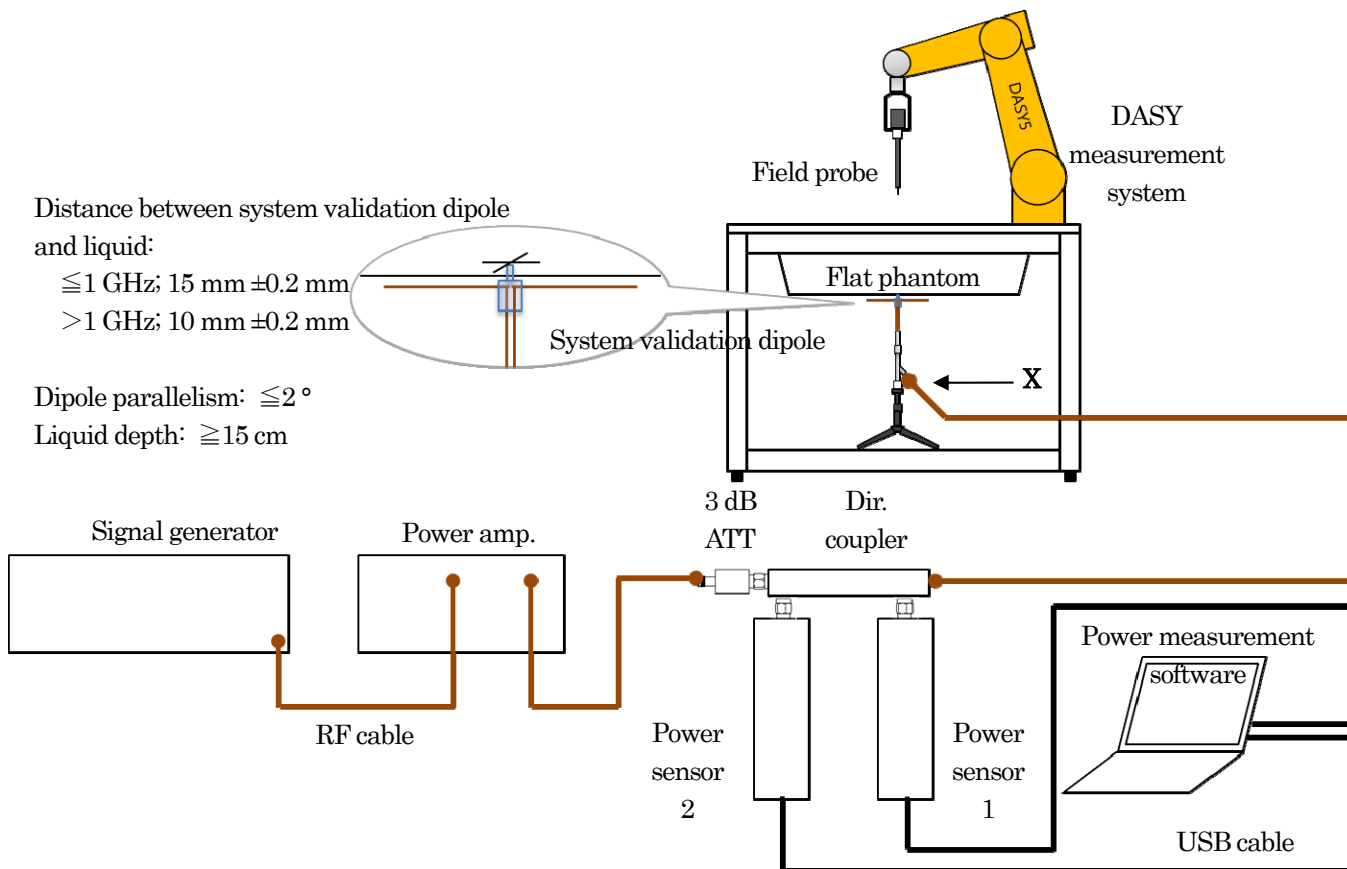 DASY5
DASY
measurement
system
Field probe
Distance between system validation dipole
and liquid:
≦1 GHz; 15 mm ±0.2 mm
>1 GHz; 10 mm ±0.2 mm
Flat phantom
System validation dipole
X
Dipole parallelism: ≦2 °
Liquid depth: ≧15 cm
Signal generator
Power amp.
3 dB
ATT
Dir.
coupler
RF cable
Power
sensor
2
Power
sensor
1
Power measurement
software
USB cable